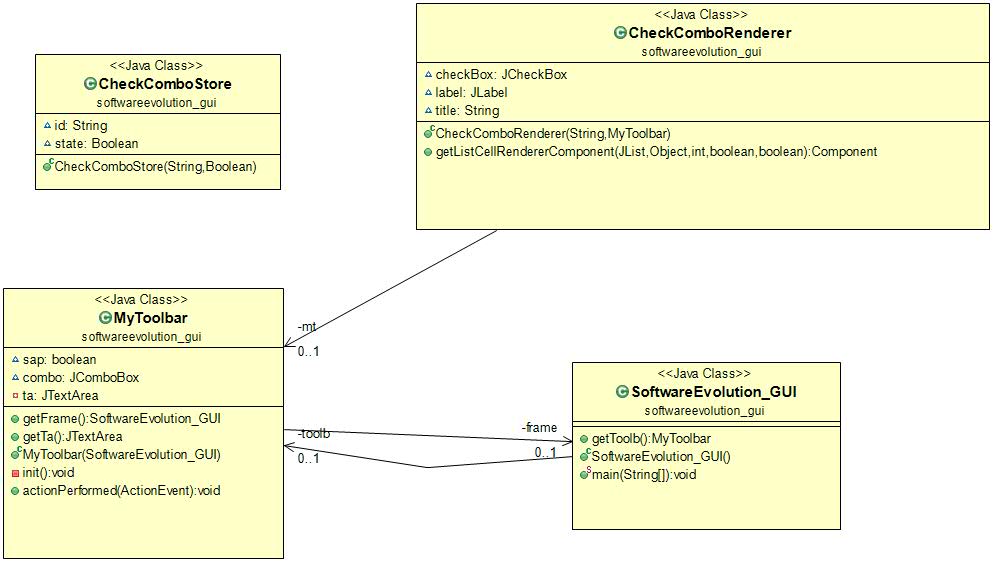 <<Java Class>>
CheckComboStore
softwareevolution_gui
id: String
state: Boolean
CheckComboStore(String,Boolean)
<<Java Class>>
CheckComboRenderer
softwareevolution_gui
checkBox: JCheckBox
label: JLabel
title: String
CheckComboRenderer(String,MyToolbar)
getListCellRendererComponent(JList,Object,int,boolean,boolean):Component
<<Java Class>>
MyToolbar
softwareevolution_gui
sap: boolean
combo: JComboBox
ta: JTextArea
getFrame():SoftwareEvolution_GUI
getTa():JTextArea
MyToolbar(SoftwareEvolution_GUI)
init():void
actionPerformed(ActionEvent):void
-mt
0..1
-toolb
0..1
-frame
0..1
<<Java Class>>
SoftwareEvolution_GUI
softwareevolution_gui
getToolb():MyToolbar
SoftwareEvolution_GUI()
main(String[]):void